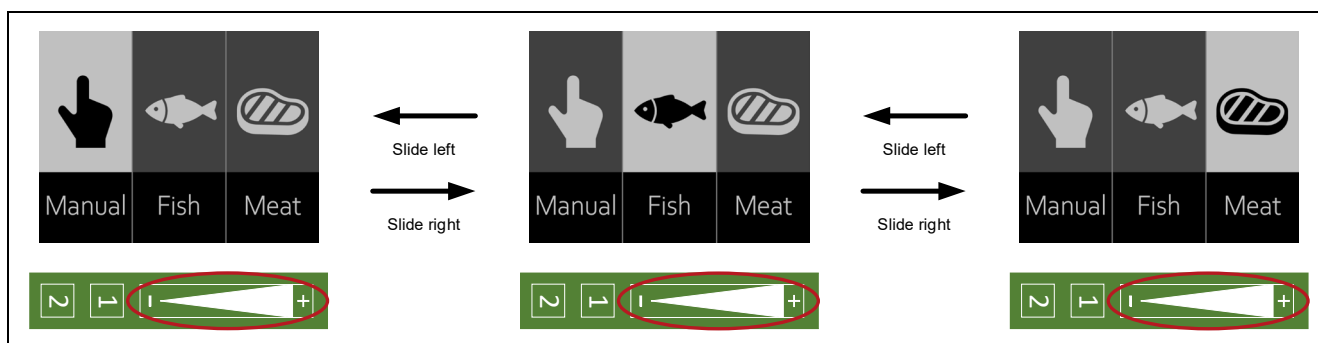 Slide left
Slide left
Manual Fish Meat
Slide right
Manual Fish Meat
Slide right
Manual Fish Meat
2 1 - +
2 1 - +
2 1 - +